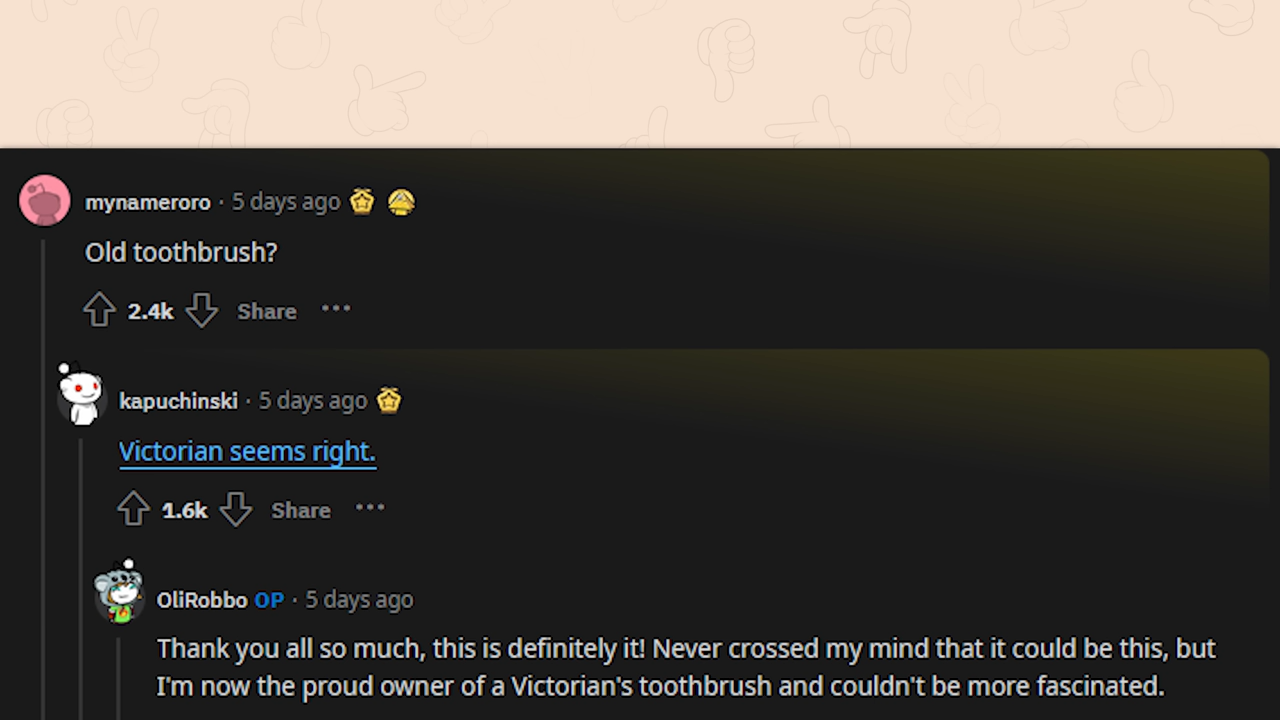 mynameroro · 5 days ago
Old toothbrush?
2.4k Share ···
kapuchinski · 5 days ago
Victorian seems right.
1.6k Share ···
OliRobbo OP · 5 days ago
Thank you all so much, this is definitely it! Never crossed my mind that it could be this, but
I'm now the proud owner of a Victorian's toothbrush and couldn't be more fascinated.